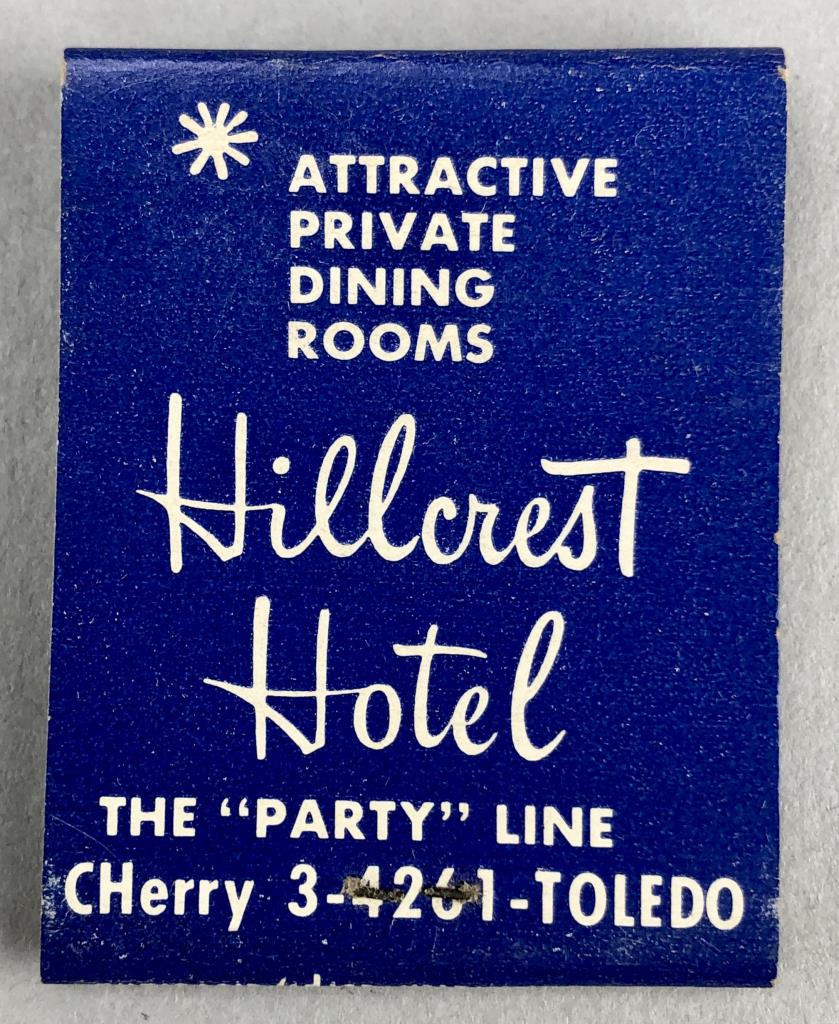 ATTRACTIVE
PRIVATE
DINING
ROOMS
Hillcrest
Hotel
THE “PARTY” LINE
CHerry 3-4261-TOLEDO